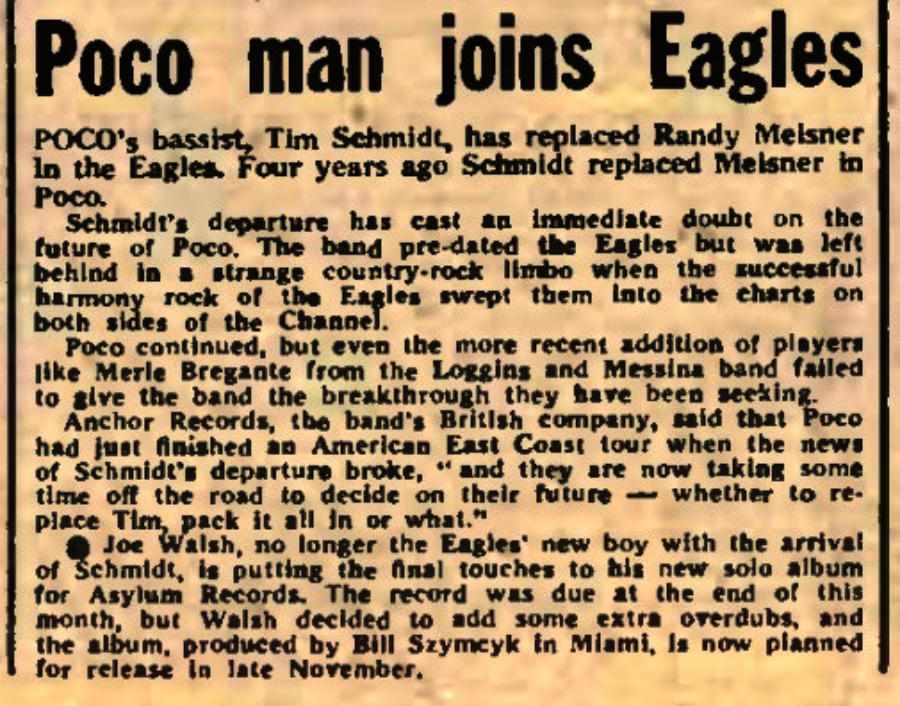 Poco man joins Eagles
POCO's bassist, Tim Schmidt, has replaced Randy Meisner
in the Eagles. Four years ago Schmidt replaced Meisner in
Poco.
Schmidt's departure has cast an immediate doubt on the
future of Poco. The band pre-dated the Eagles but was left
behind in a strange country-rock limbo when the successful
harmony rock of the Eagles swept them into the charts on
both sides of the Channel.
Poco continued, but even the more recent addition of players
like Merle Bregante from the Loggins and Messina band failed
to give the band the breakthrough they have been seeking.
Anchor Records, the band's British company, said that Poco
had just finished an American East Coast tour when the news
of Schmidt's departure broke, "and they are now taking some
time off the road to decide on their future — whether to re-
place Tim, pack it all in or what."
● Joe Walsh, no longer the Eagles' new boy with the arrival
of Schmidt, is putting the final touches to his new solo album
for Asylum Records. The record was due at the end of this
month, but Walsh decided to add some extra overdubs, and
the album, produced by Bill Szymcyk in Miami, is now planned
for release in late November.